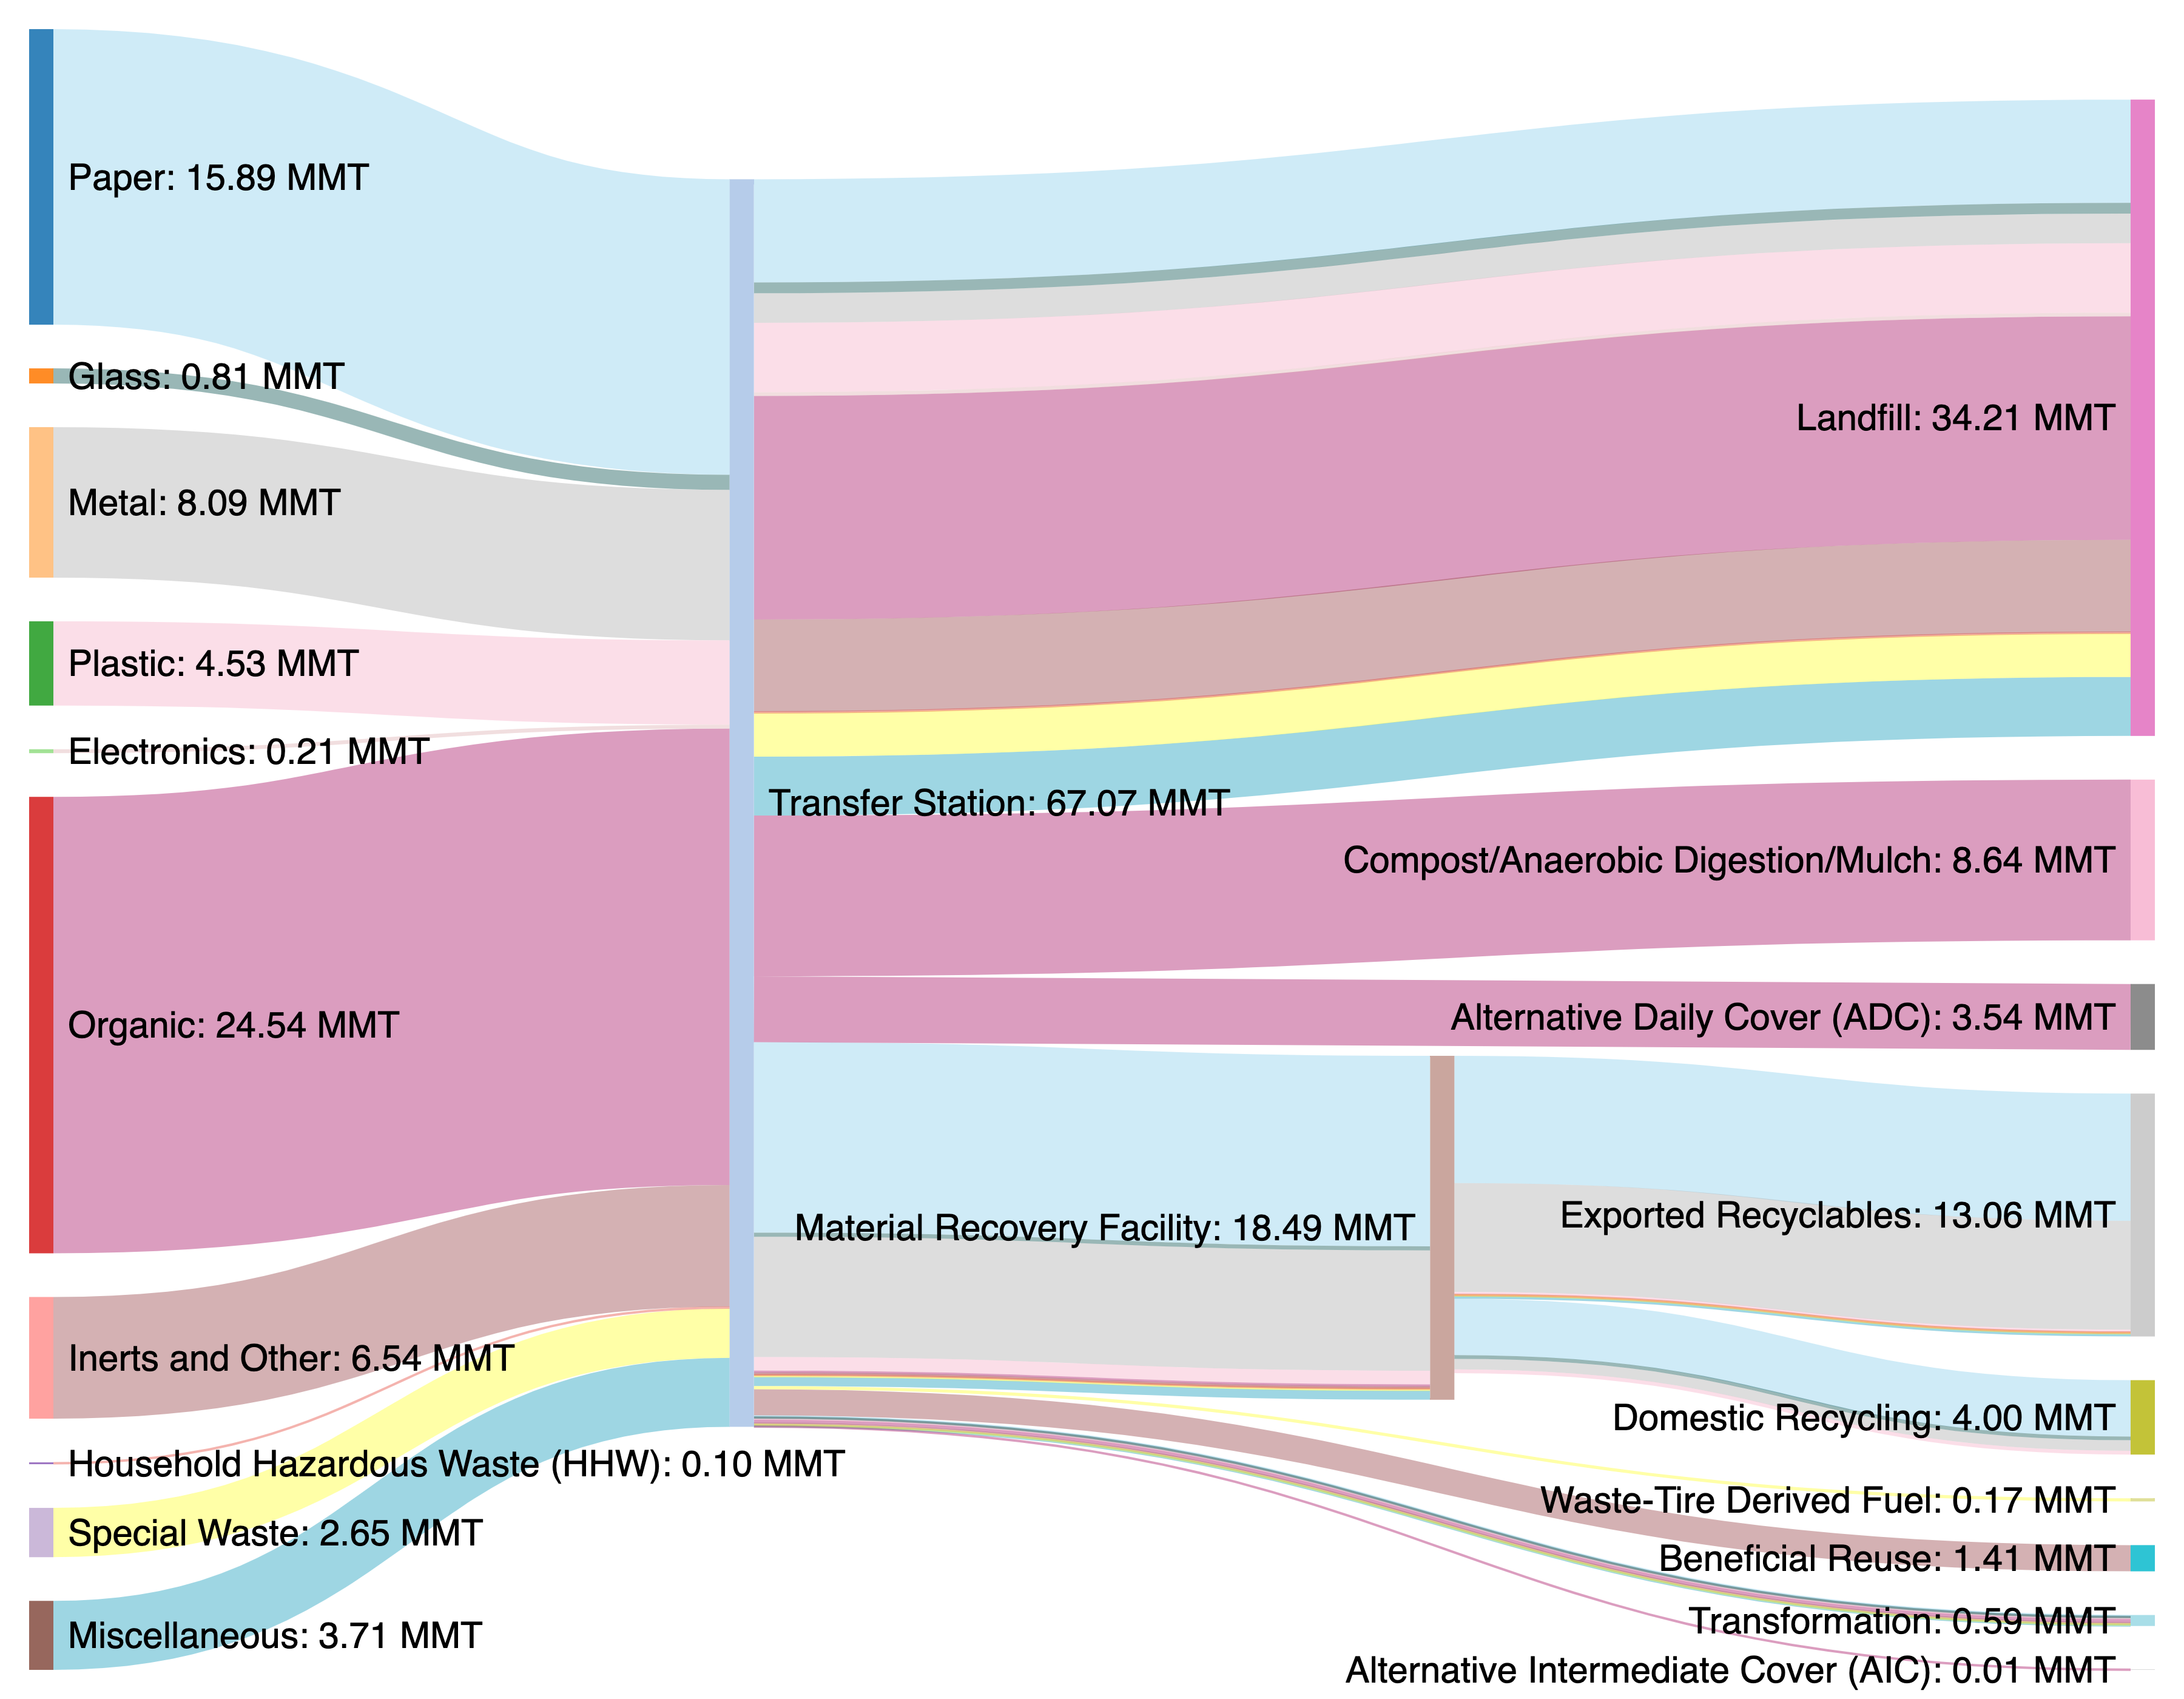 Paper: 15.89 MMT
Glass: 0.81 MMT
Metal: 8.09 MMT
Plastic: 4.53 MMT
Electronics: 0.21 MMT
Organic: 24.54 MMT
Inerts and Other: 6.54 MMT
Household Hazardous Waste (HHW): 0.10 MMT
Special Waste: 2.65 MMT
Miscellaneous: 3.71 MMT
Transfer Station: 67.07 MMT
Material Recovery Facility: 18.49 MMT
Landfill: 34.21 MMT
Compost/Anaerobic Digestion/Mulch: 8.64 MMT
Alternative Daily Cover (ADC): 3.54 MMT
Exported Recyclables: 13.06 MMT
Domestic Recycling: 4.00 MMT
Waste-Tire Derived Fuel: 0.17 MMT
Beneficial Reuse: 1.41 MMT
Transformation: 0.59 MMT
Alternative Intermediate Cover (AIC): 0.01 MMT